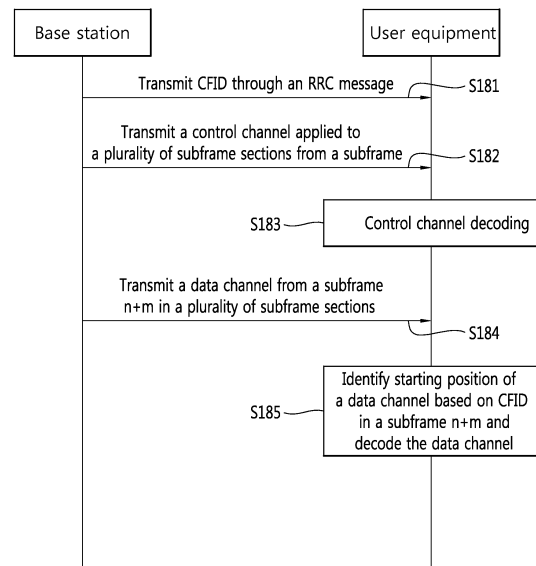 Base station
User equipment
Transmit CFID through an RRC message
S181
Transmit a control channel applied to
a plurality of subframe sections from a subframe
S182
S183
Control channel decoding
Transmit a data channel from a subframe
n+m in a plurality of subframe sections
S184
Identify starting position of
a data channel based on CFID
in a subframe n+m and
decode the data channel
S185